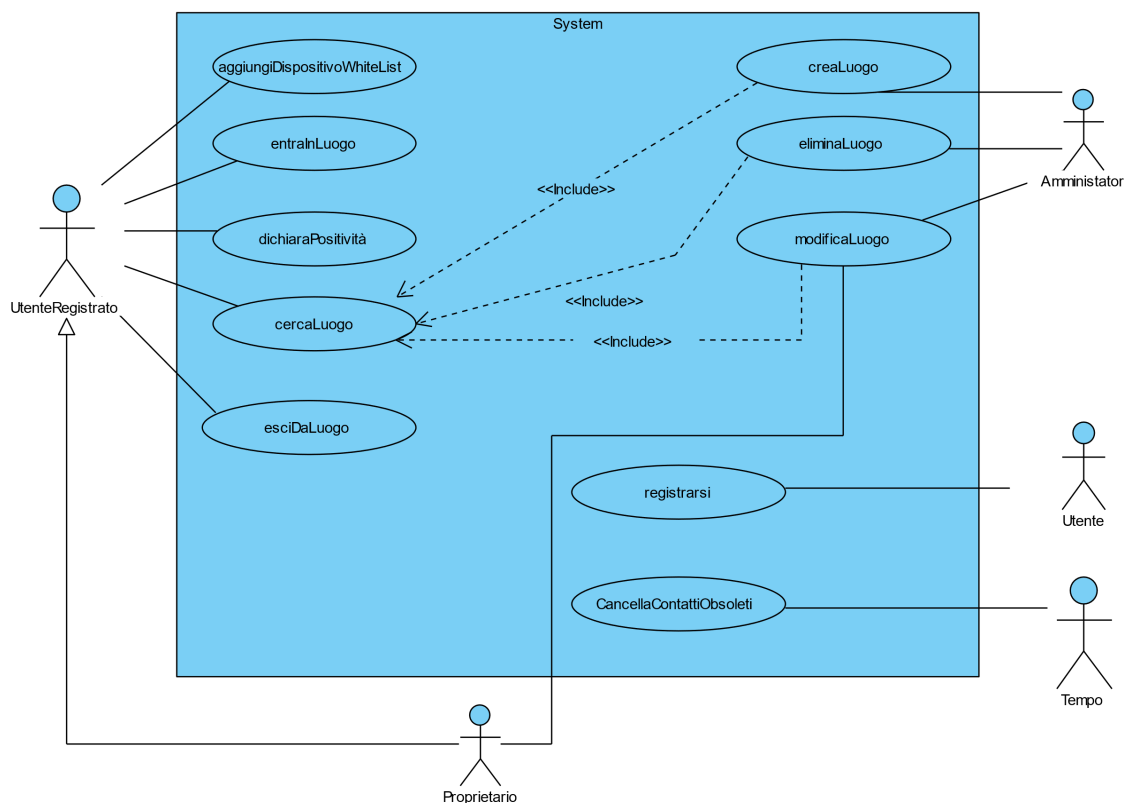 System
aggiungiDispositivoWhiteList
creaLuogo
entraInLuogo
eliminaLuogo
<<Include>>
Amministator
dichiaraPositività
modificaLuogo
UtenteRegistrato
<<Include>>
cercaLuogo
<<Include>>
esciDaLuogo
registrarsi
Utente
CancellaContattiObsoleti
Tempo
Proprietario